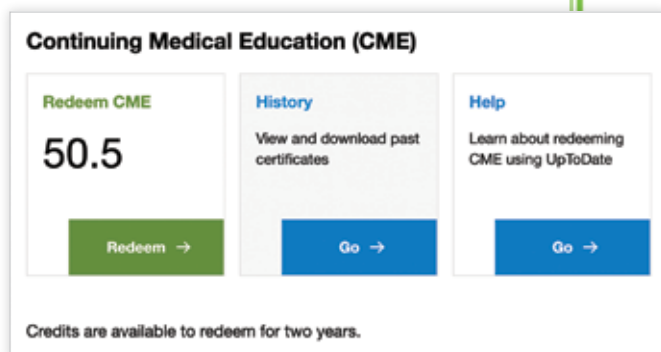 Continuing Medical Education (CME)
Redeem CME
50.5
Redeem →
History
View and download past
certificates
Go →
Help
Learn about redeeming
CME using UpToDate
Go →
Credits are available to redeem for two years.